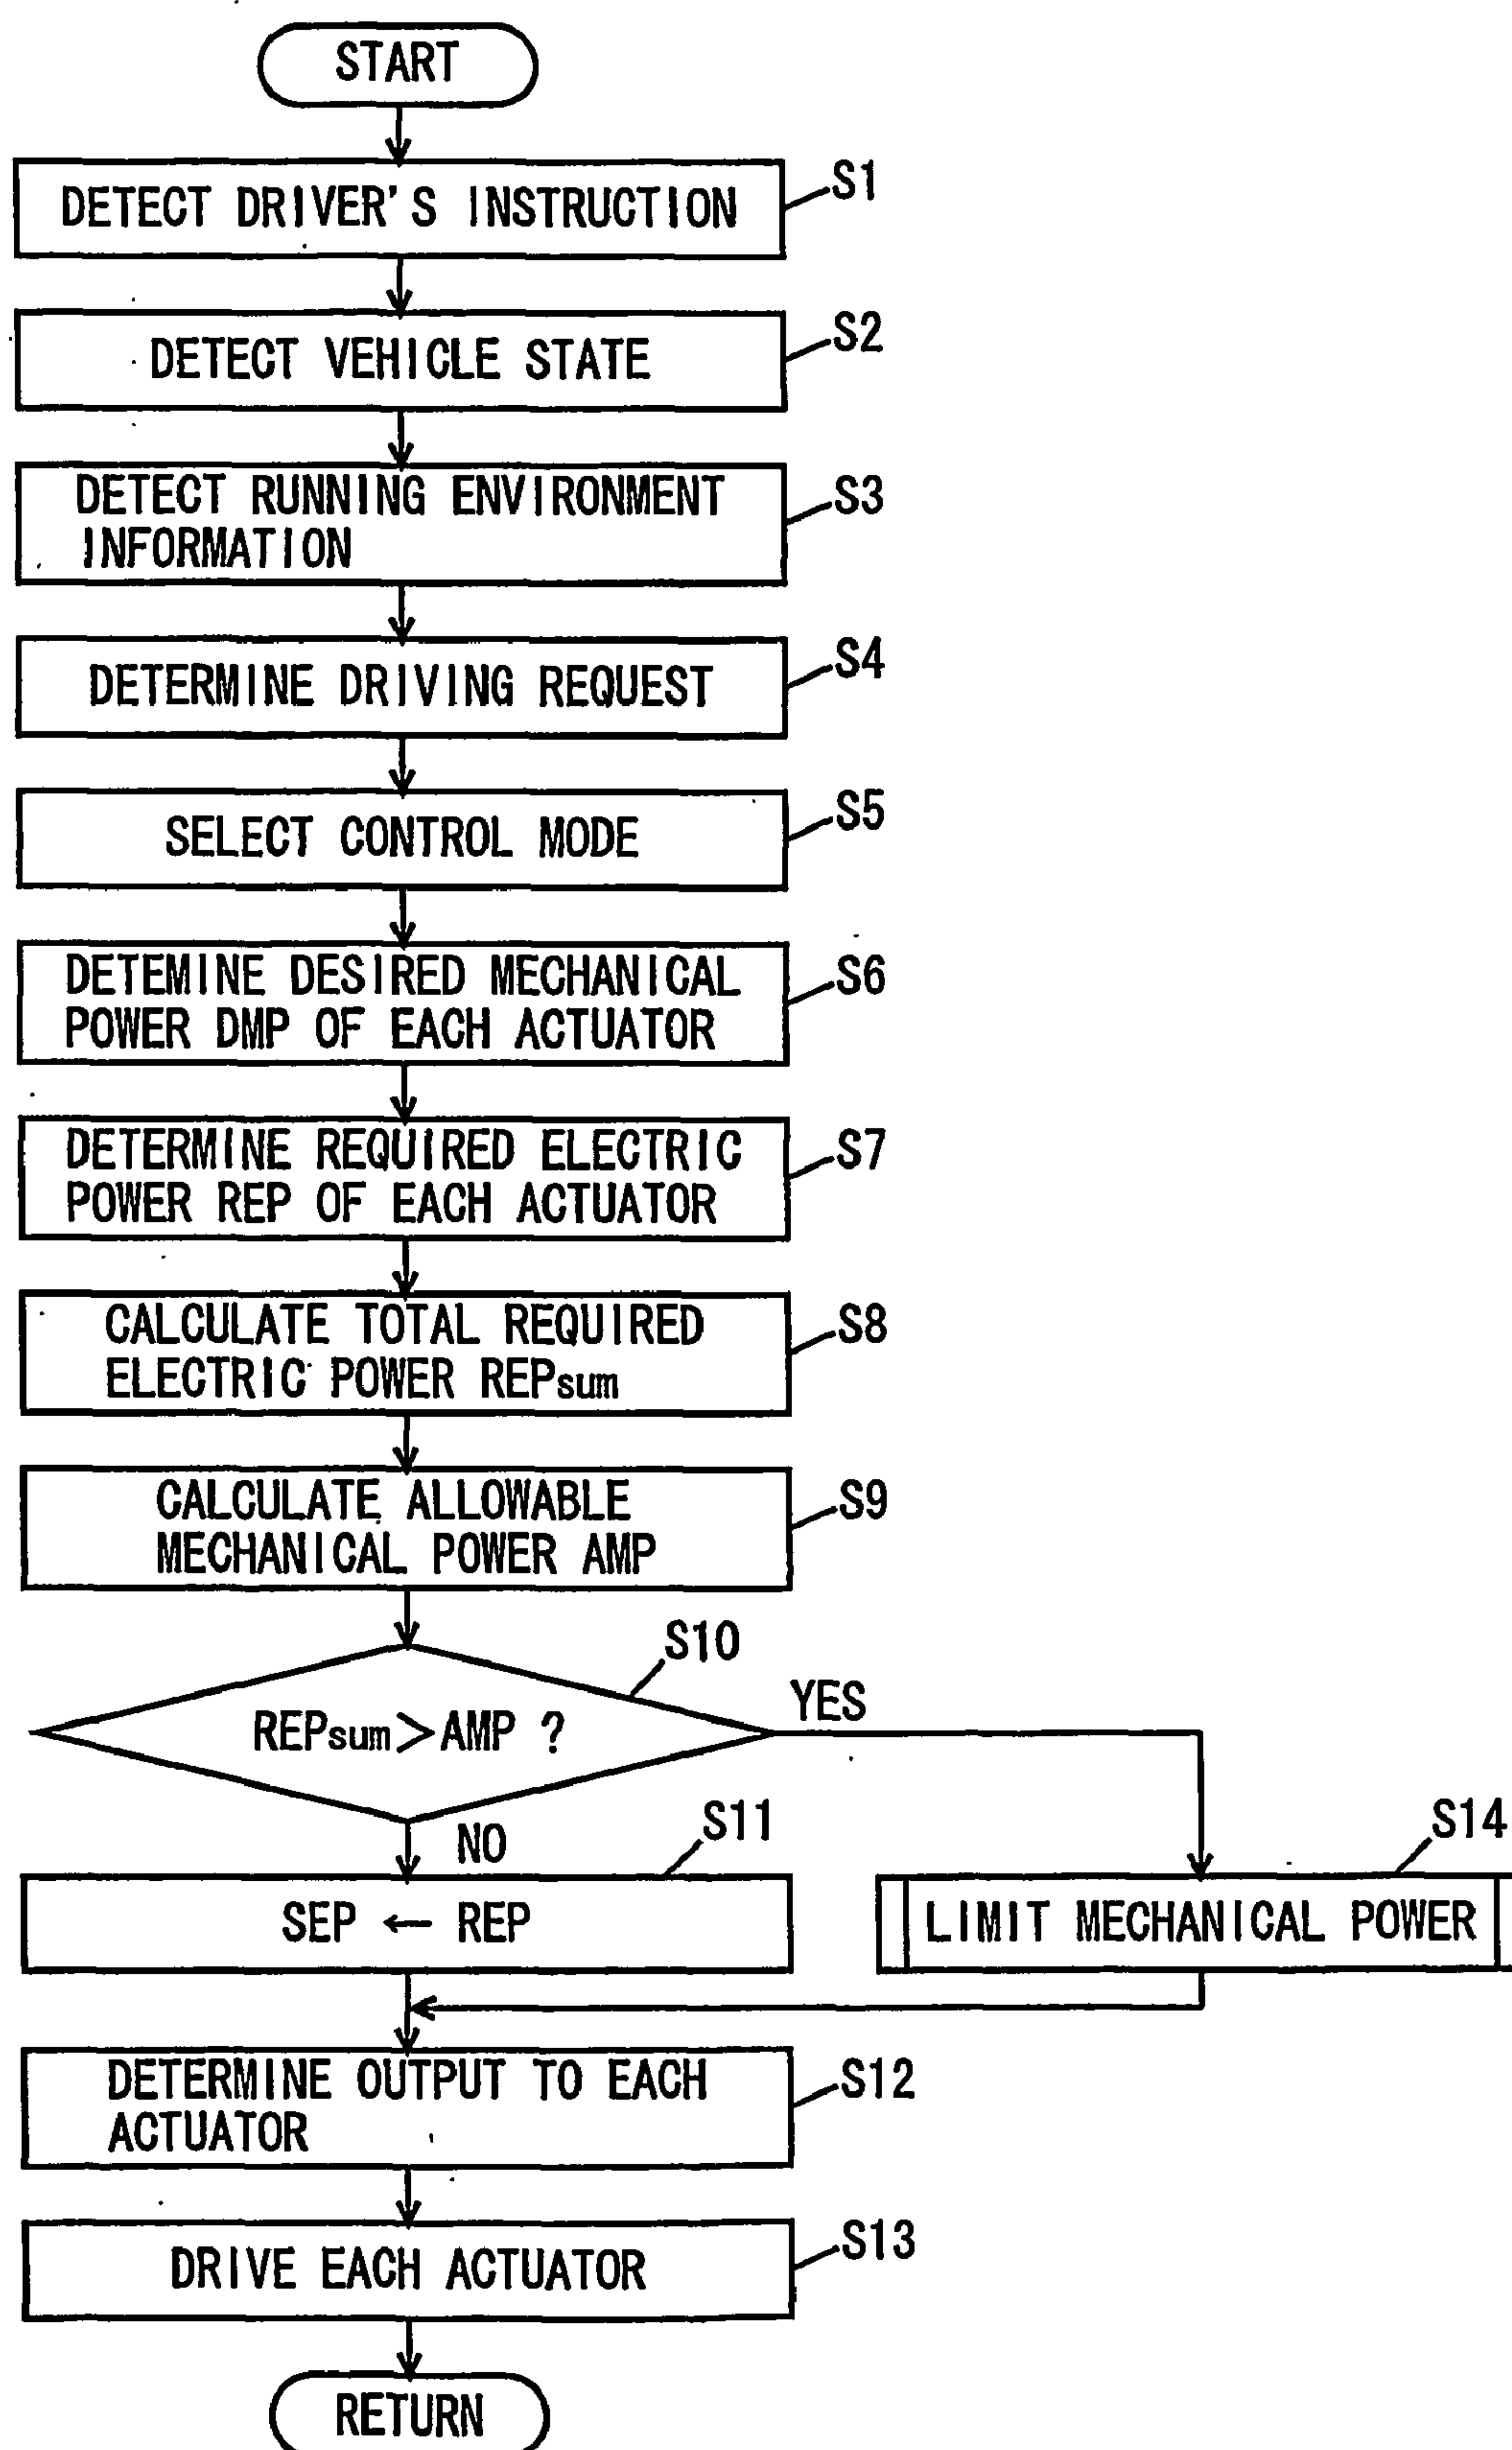 START
DETECT DRIVER'S INSTRUCTION
S1
DETECT VEHICLE STATE
S2
DETECT RUNNING ENVIRONMENT
INFORMATION
S3
DETERMINE DRIVING REQUEST
S4
SELECT CONTROL MODE
S5
DETEMINE DESIRED MECHANICAL
POWER DMP OF EACH ACTUATOR
S6
DETERMINE REQUIRED ELECTRIC
POWER REP OF EACH ACTUATOR
S7
CALCULATE TOTAL REQUIRED
ELECTRIC POWER REPsum
S8
CALCULATE ALLOWABLE
MECHANICAL POWER AMP
S9
S10
REPsum>AMP ?
YES
NO
S11
SEP ← REP
S14
LIMIT MECHANICAL POWER
DETERMINE OUTPUT TO EACH
ACTUATOR
S12
DRIVE EACH ACTUATOR
S13
RETURN